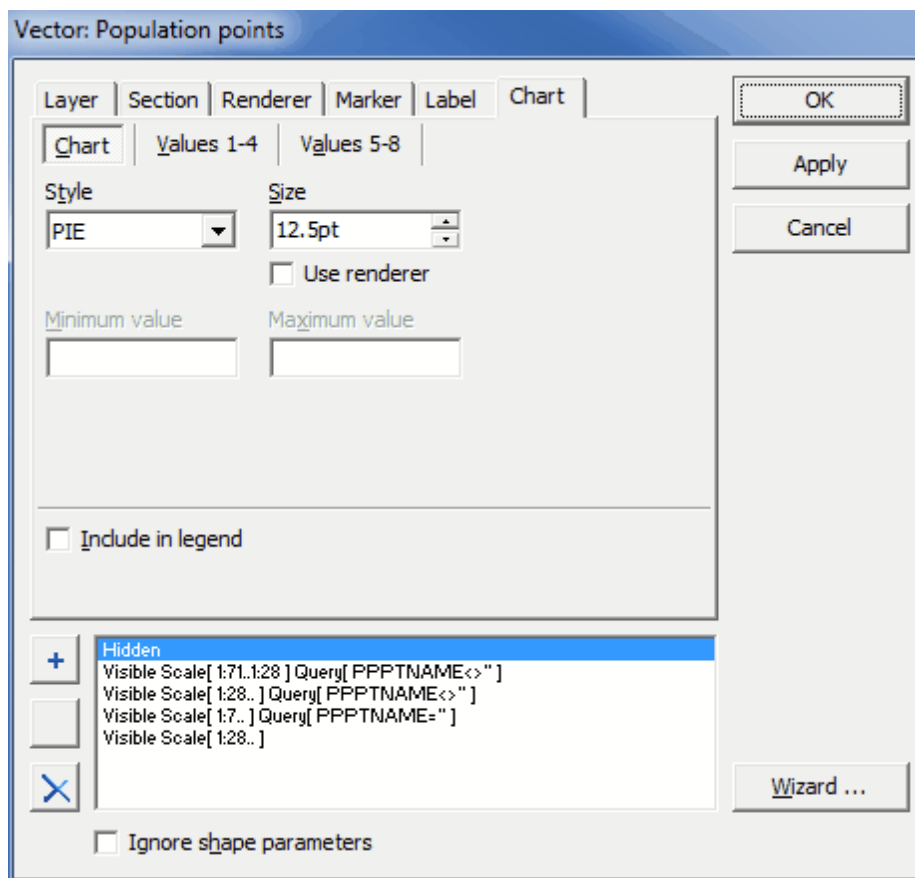 Vector: Population points
Layer Section Renderer Marker Label Chart
OK
Chart Values 1-4 Values 5-8
Apply
Style Size
PIE 12.5pt
Cancel
Use renderer
Minimum value Maximum value
Include in legend
+
Hidden
Visible Scale[ 1:71..1:28 ] Query[ PPPTNAME<>'' ]
Visible Scale[ 1:28.. ] Query[ PPPTNAME<>'' ]
Visible Scale[ 1:7.. ] Query[ PPPTNAME='' ]
Visible Scale[ 1:28.. ]
Wizard ...
Ignore shape parameters